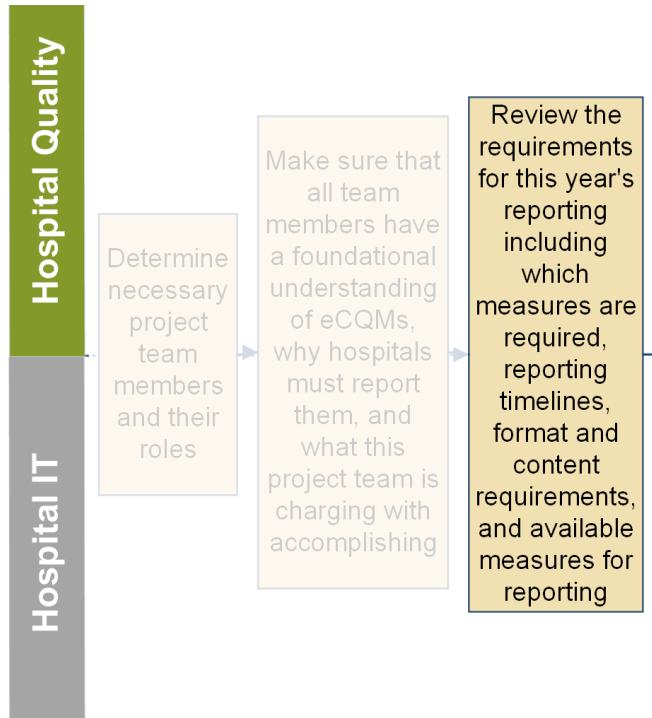 Hospital Quality
Hospital IT
Determine
necessary
project
team
members
and their
roles
Make sure that
all team
members have
a foundational
understanding
of eCQMs,
why hospitals
must report
them, and
what this
project team is
charging with
accomplishing
Review the
requirements
for this year's
reporting
including
which
measures are
required,
reporting
timelines,
format and
content
requirements,
and available
measures for
reporting